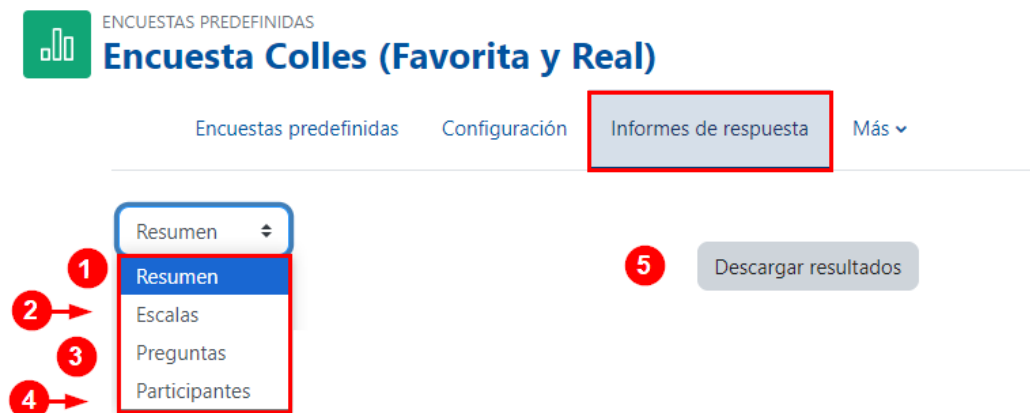 ENCUESTAS PREDEFINIDAS
Encuesta Colles (Favorita y Real)
Encuestas predefinidas Configuración Informes de respuesta Más
Resumen
1 Resumen
5 Descargar resultados
2 Escalas
3 Preguntas
4 Participantes